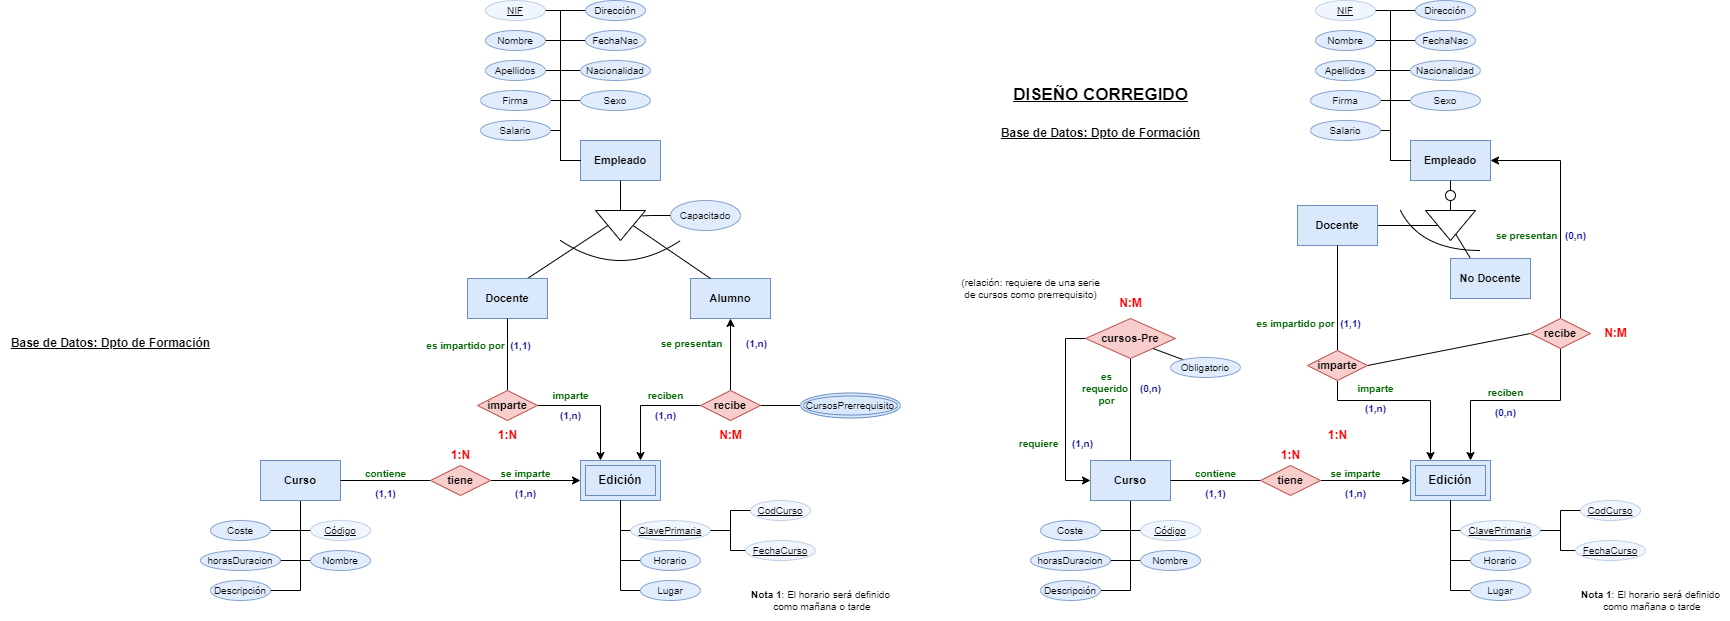 NIF
Dirección
Nombre
FechaNac
Apellidos
Nacionalidad
Firma
Sexo
Salario
Empleado
Capacitado
Docente
Alumno
Base de Datos: Dpto de Formación
es impartido por
(1,1)
se presentan
(1,n)
imparte
imparte
(1,n)
1:N
reciben
(1,n)
recibe
N:M
CursosPrerrequisito
Curso
contiene
(1,1)
1:N
tiene
se imparte
(1,n)
Edición
Coste
Código
horasDuracion
Nombre
Descripción
ClavePrimaria
CodCurso
FechaCurso
Horario
Lugar
Nota 1: El horario será definido
como mañana o tarde
DISEÑO CORREGIDO
Base de Datos: Dpto de Formación
NIF
Dirección
Nombre
FechaNac
Apellidos
Nacionalidad
Firma
Sexo
Salario
Empleado
Docente
No Docente
se presentan
(0,n)
(relación: requiere de una serie
de cursos como prerrequisito)
N:M
cursos-Pre
Obligatorio
es
requerido
por
(0,n)
requiere
(1,n)
es impartido por
(1,1)
imparte
imparte
(1,n)
1:N
recibe
N:M
reciben
(0,n)
Curso
contiene
(1,1)
1:N
tiene
se imparte
(1,n)
Edición
Coste
Código
horasDuracion
Nombre
Descripción
ClavePrimaria
CodCurso
FechaCurso
Horario
Lugar
Nota 1: El horario será definido
como mañana o tarde